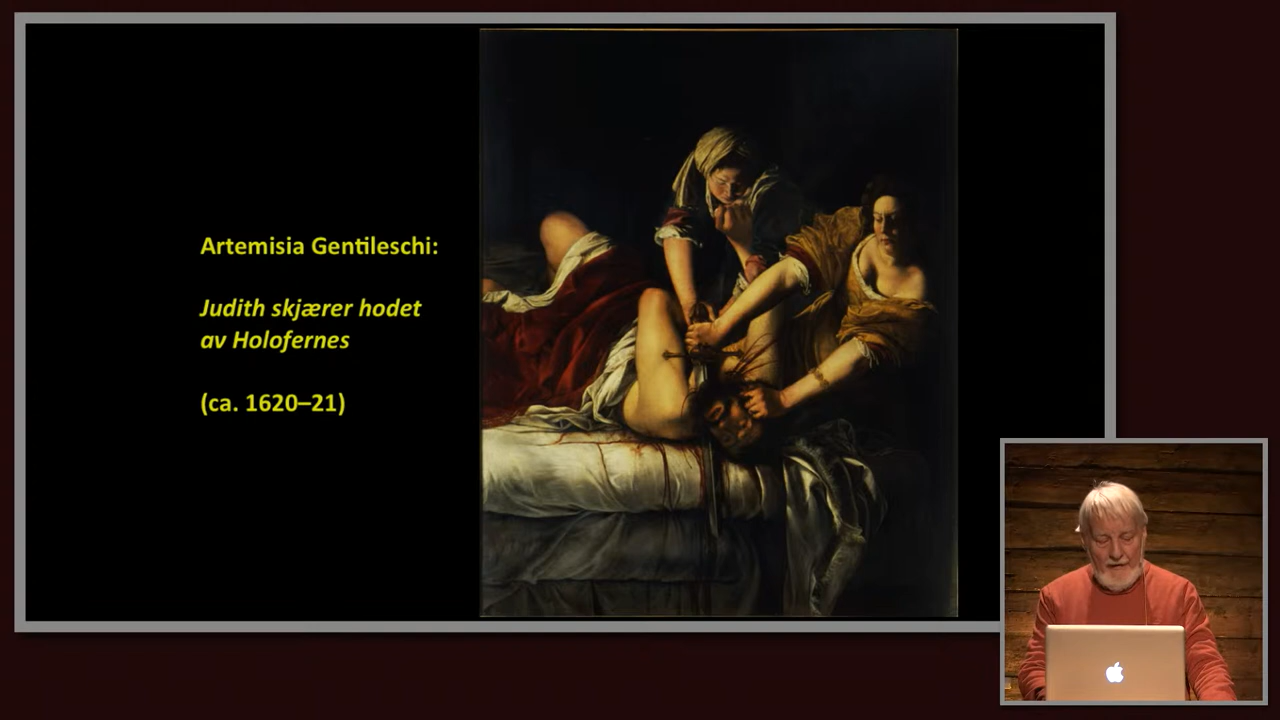 Artemisia Gentileschi:
Judith skjærer hodet
av Holofernes
(ca. 1620–21)